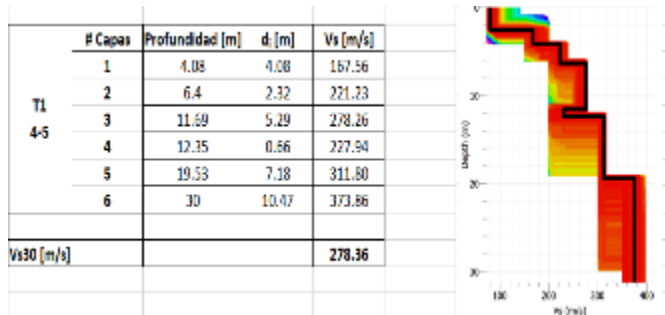 # Capas Profundidad [m] di [m] Vs [m/s]
T1
4-5
1 4.08 4.08 167.56
2 6.4 2.32 221.23
3 11.69 5.29 278.26
4 12.35 0.66 227.94
5 19.53 7.18 311.80
6 30 10.47 373.86
Vs30 [m/s] 278.36
0
10
20
30
Depth (m)
100 200 300 400
Vs (m/s)